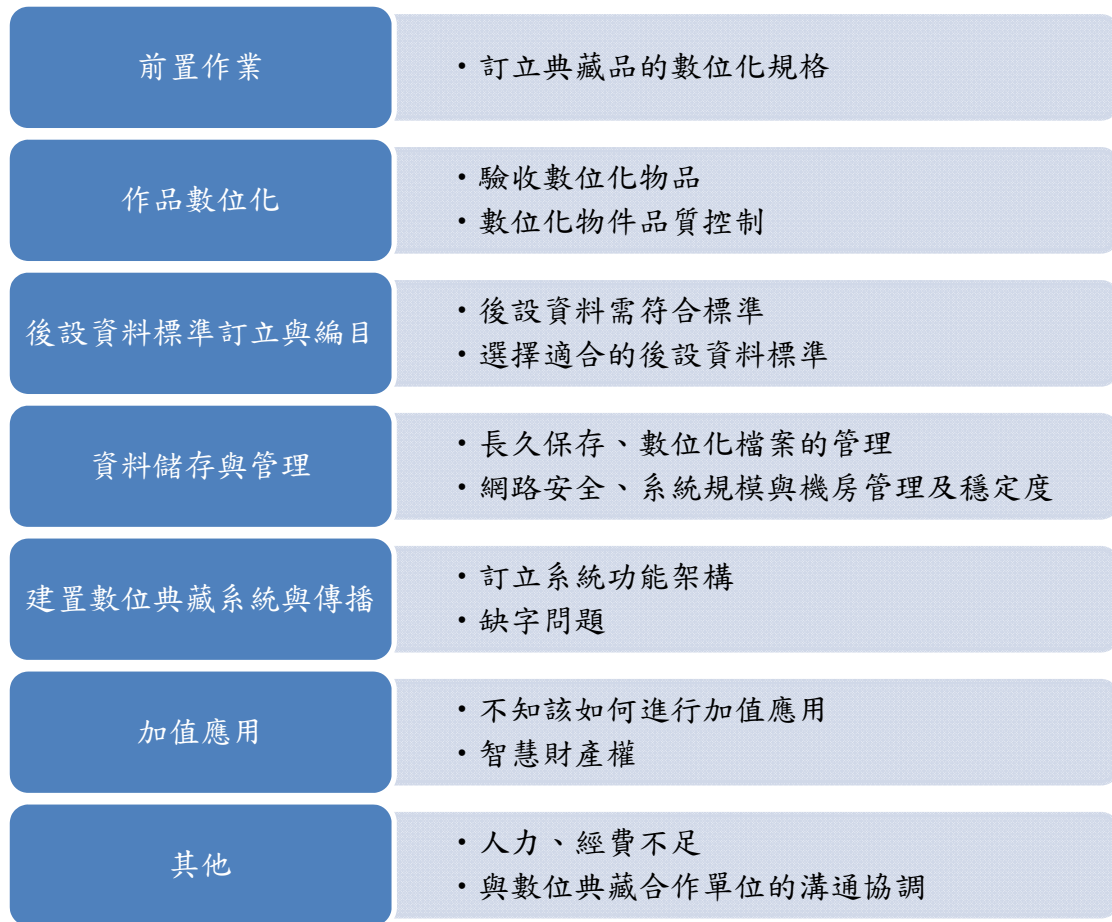 前置作業
・訂立典藏品的數位化規格
作品數位化
・驗收數位化物品
・數位化物件品質控制
後設資料標準訂立與編目
・後設資料需符合標準
・選擇適合的後設資料標準
資料儲存與管理
・長久保存、數位化檔案的管理
・網路安全、系統規模與機房管理及穩定度
建置數位典藏系統與傳播
・訂立系統功能架構
・缺字問題
加值應用
・不知該如何進行加值應用
・智慧財產權
其他
・人力、經費不足
・與數位典藏合作單位的溝通協調